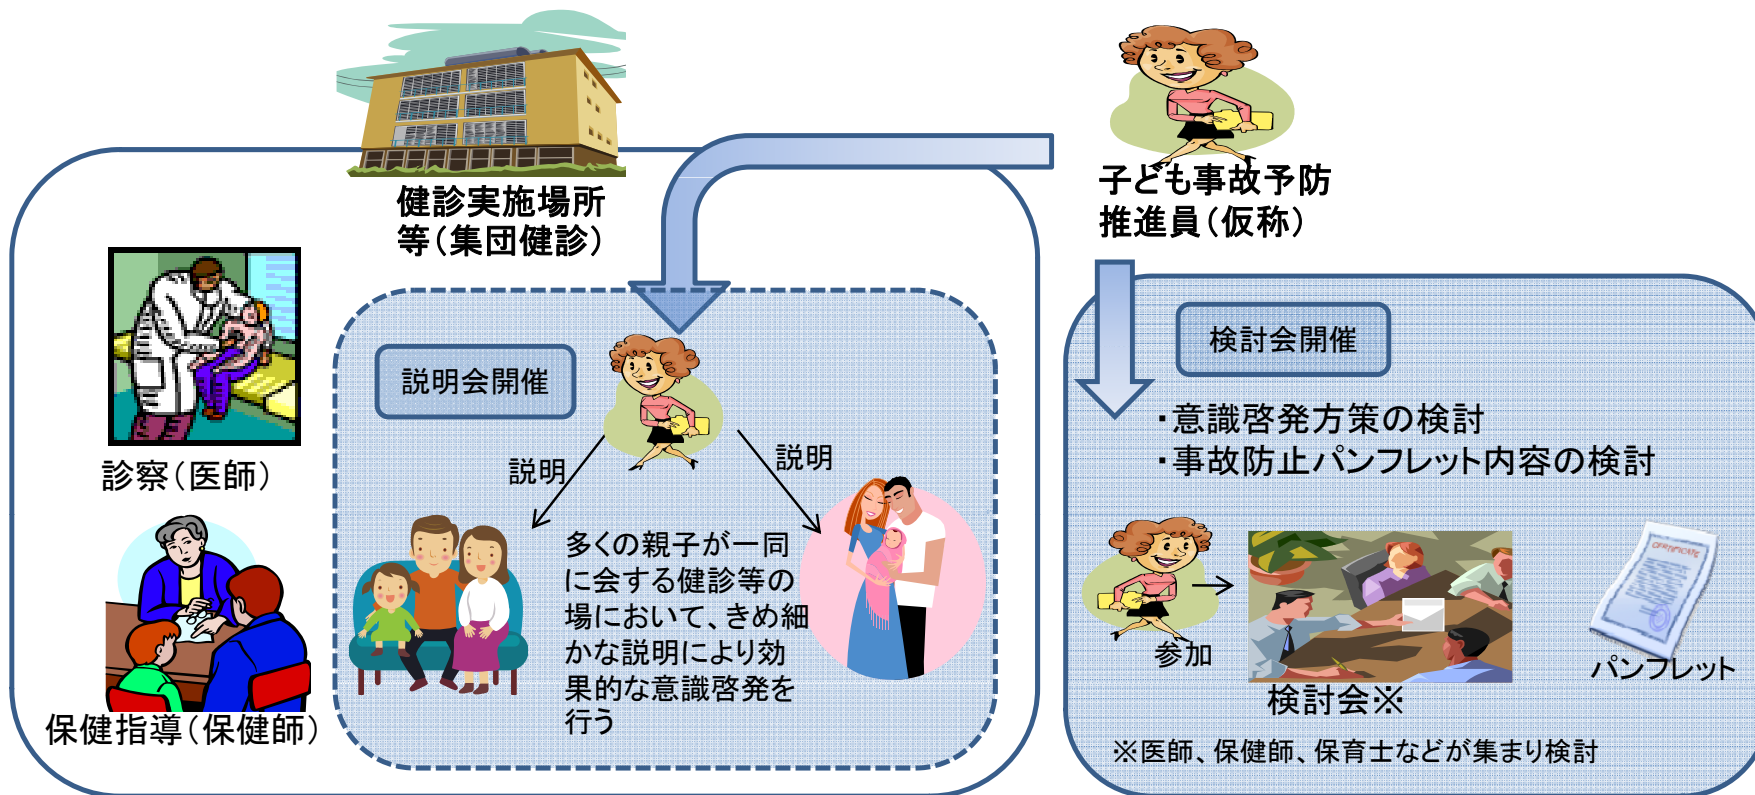 健診実施場所
等（集団健診）
子ども事故予防
推進員（仮称）
診察（医師）
保健指導（保健師）
説明会開催
説明
説明
多くの親子が一同
に会する健診等の
場において、きめ細
かな説明により効
果的な意識啓発を
行う
検討会開催
・意識啓発方策の検討
・事故防止パンフレット内容の検討
参加
検討会※
CERTIFICATE
パンフレット
※医師、保健師、保育士などが集まり検討